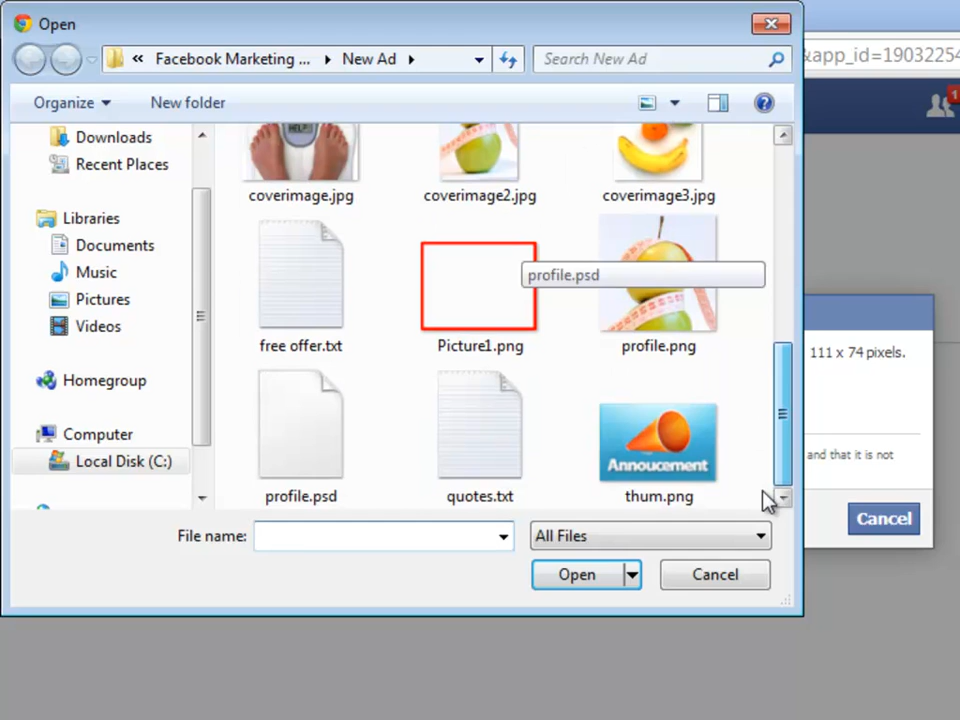 Open
« Facebook Marketing ... ▸ New Ad ▸
Search New Ad
&app_id=19032254
Organize
New folder
1
Downloads
Recent Places
Libraries
Documents
Music
Pictures
Videos
Homegroup
Computer
Local Disk (C:)
HELP
coverimage.jpg
coverimage2.jpg
coverimage3.jpg
profile.psd
free offer.txt
Picture1.png
profile.png
Annoucement
profile.psd
quotes.txt
thum.png
111 x 74 pixels.
and that it is not
Cancel
File name:
All Files
Open
Cancel